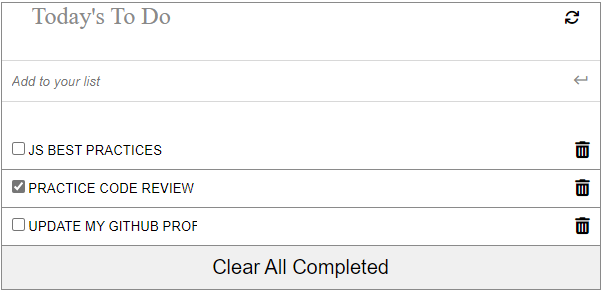 Today's To Do
Add to your list
JS BEST PRACTICES
PRACTICE CODE REVIEW
UPDATE MY GITHUB PROF
Clear All Completed